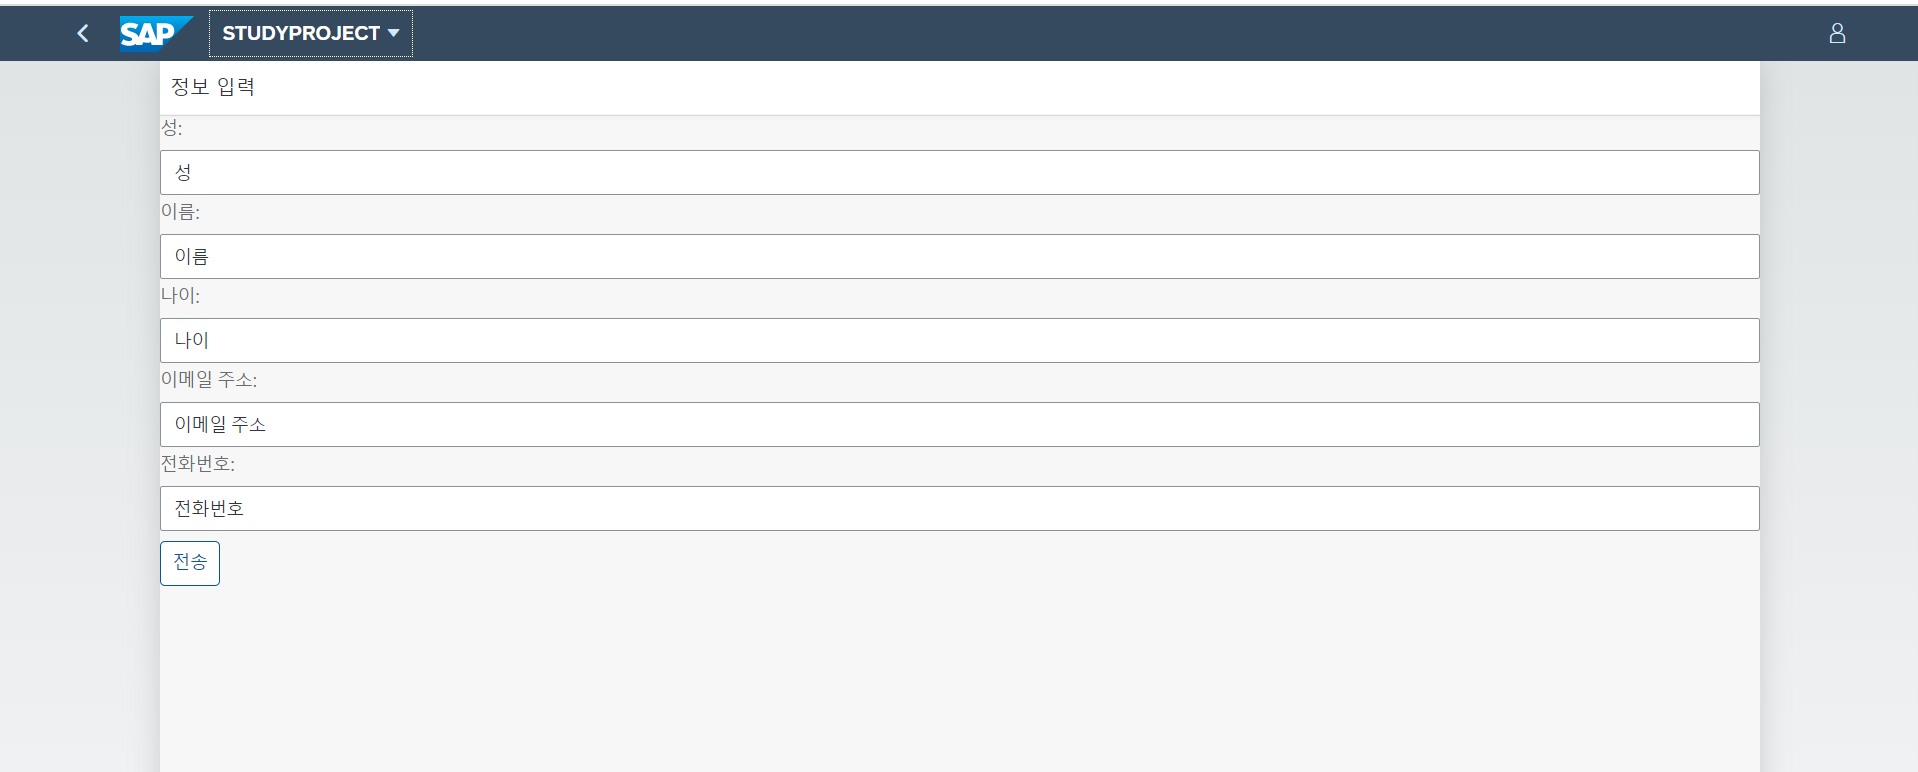 SAP STUDYPROJECT
정보 입력
성:
성
이름:
이름
나이:
나이
이메일 주소:
이메일 주소
전화번호:
전화번호
전송